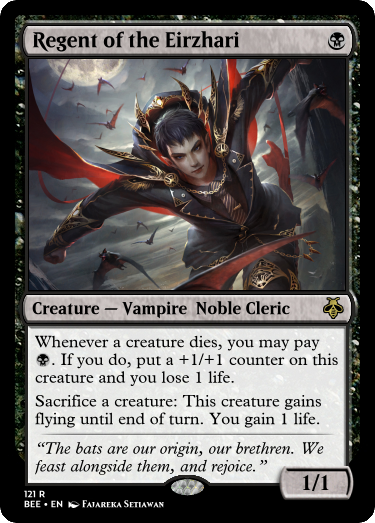 Regent of the Eirzhari
Creature — Vampire Noble Cleric
Whenever a creature dies, you may pay
. If you do, put a +1/+1 counter on this
creature and you lose 1 life.
Sacrifice a creature: This creature gains
flying until end of turn. You gain 1 life.
“The bats are our origin, our brethren. We
feast alongside them, and rejoice.”
1/1
121 R
BEE • EN Fajareka Setiawan